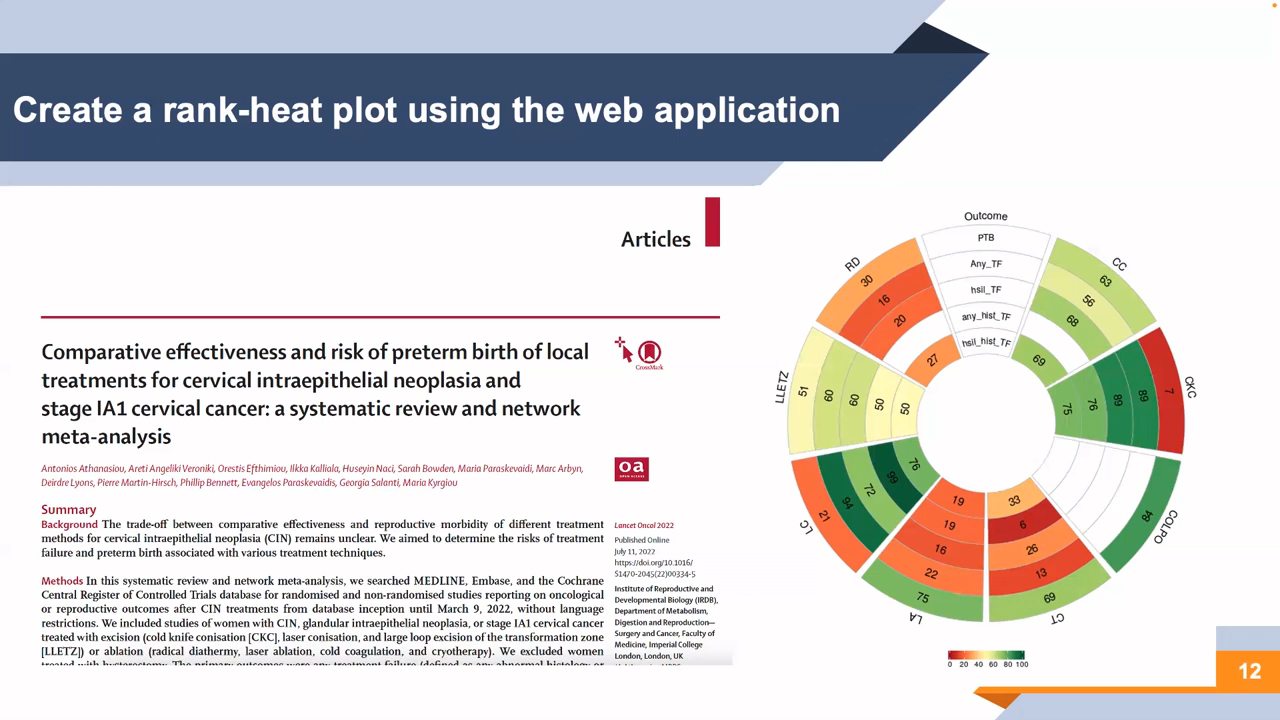 Create a rank-heat plot using the web application
Articles
Comparative effectiveness and risk of preterm birth of local
treatments for cervical intraepithelial neoplasia and
stage IA1 cervical cancer: a systematic review and network
meta-analysis
CrossMark
Antonios Athanasiou, Areti Angeliki Veroniki, Orestis Efthimiou, Ilkka Kalliala, Huseyin Naci, Sarah Bowden, Maria Paraskevaidi, Marc Arbyn,
Deirdre Lyons, Pierre Martin-Hirsch, Phillip Bennett, Evangelos Paraskevaidis, Georgia Salanti, Maria Kyrgiou
oa
OPEN ACCESS
Summary
Background The trade-off between comparative effectiveness and reproductive morbidity of different treatment
methods for cervical intraepithelial neoplasia (CIN) remains unclear. We aimed to determine the risks of treatment
failure and preterm birth associated with various treatment techniques.
Methods In this systematic review and network meta-analysis, we searched MEDLINE, Embase, and the Cochrane
Central Register of Controlled Trials database for randomised and non-randomised studies reporting on oncological
or reproductive outcomes after CIN treatments from database inception until March 9, 2022, without language
restrictions. We included studies of women with CIN, glandular intraepithelial neoplasia, or stage IA1 cervical cancer
treated with excision (cold knife conisation [CKC], laser conisation, and large loop excision of the transformation zone
[LLETZ]) or ablation (radical diathermy, laser ablation, cold coagulation, and cryotherapy). We excluded women
Lancet Oncol 2022
Published Online
July 11, 2022
https://doi.org/10.1016/
S1470-2045(22)00334-5
Institute of Reproductive and
Developmental Biology (IRDB),
Department of Metabolism,
Digestion and Reproduction—
Surgery and Cancer, Faculty of
Medicine, Imperial College
London, London, UK
Outcome
PTB
Any_TF
hsil_TF
any_hist_TF
hsil_hist_TF
CC
63
56
68
69
CKC
7
89
89
76
75
COLPO
84
CT
69
13
26
6
33
LA
75
22
16
19
19
LC
21
94
72
99
76
LLETZ
51
60
60
50
50
RD
30
16
20
27
0 20 40 60 80 100
12